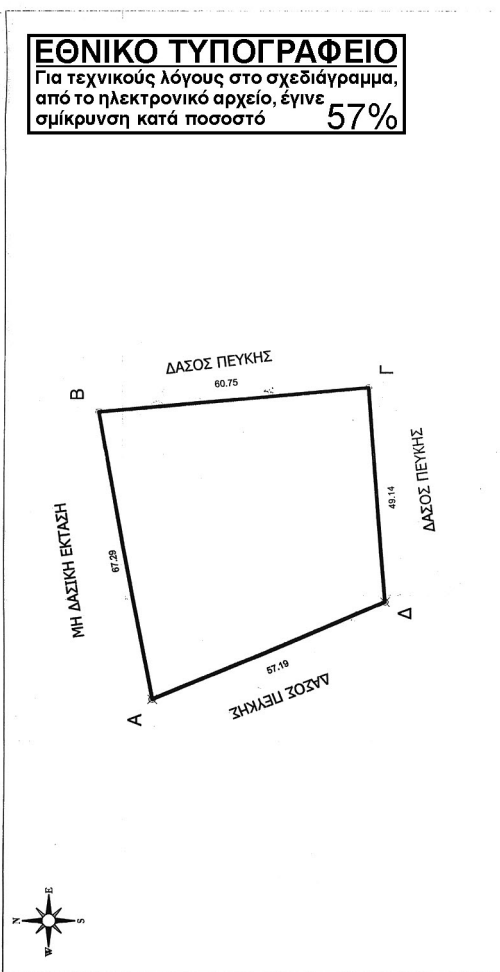 ΕΘΝΙΚΟ ΤΥΠΟΓΡΑΦΕΙΟ
Για τεχνικούς λόγους στο σχεδιάγραμμα,
από το ηλεκτρονικό αρχείο, έγινε
σμίκρυνση κατά ποσοστό 57%
ΔΑΣΟΣ ΠΕΥΚΗΣ
60.75
Β
Γ
ΔΑΣΟΣ ΠΕΥΚΗΣ
49.14
ΜΗ ΔΑΣΙΚΗ ΕΚΤΑΣΗ
67.29
Δ
57.19
ΔΑΣΟΣ ΠΕΥΚΗΣ
Α
E
N
S
W